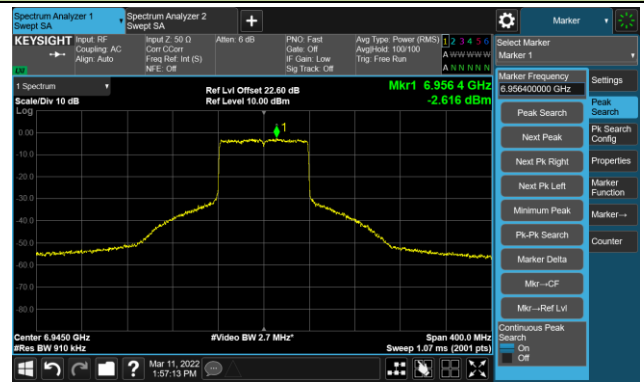 Spectrum Analyzer 1
Swept SA
Spectrum Analyzer 2
Swept SA
+
Marker
KEYSIGHT
Input: RF
Coupling: AC
Align: Auto
Input Z: 50 Ω
Corr CCorr
Freq Ref: Int (S)
NFE: Off
Atten: 6 dB
PNO: Fast
Gate: Off
IF Gain: Low
Sig Track: Off
Avg Type: Power (RMS)
Avg|Hold: 100/100
Trig: Free Run
1 2 3 4 5 6
A W W W W W
A N N N N N
LXI
Select Marker
Marker 1
1 Spectrum
Scale/Div 10 dB
Log
Ref Lvl Offset 22.60 dB
Ref Level 10.00 dBm
Mkr1 6.956 4 GHz
-2.616 dBm
1
0.00
-10.0
-20.0
-30.0
-40.0
-50.0
-60.0
-70.0
-80.0
Center 6.9450 GHz
#Res BW 910 kHz
#Video BW 2.7 MHz*
Span 400.0 MHz
Sweep 1.07 ms (2001 pts)
Marker Frequency
6.956400000 GHz
Peak Search
Next Peak
Next Pk Right
Next Pk Left
Minimum Peak
Pk-Pk Search
Marker Delta
Mkr→CF
Mkr→Ref Lvl
Continuous Peak
Search
On
Off
Settings
Peak
Search
Pk Search
Config
Properties
Marker
Function
Marker→
Counter
?
Mar 11, 2022
1:57:13 PM